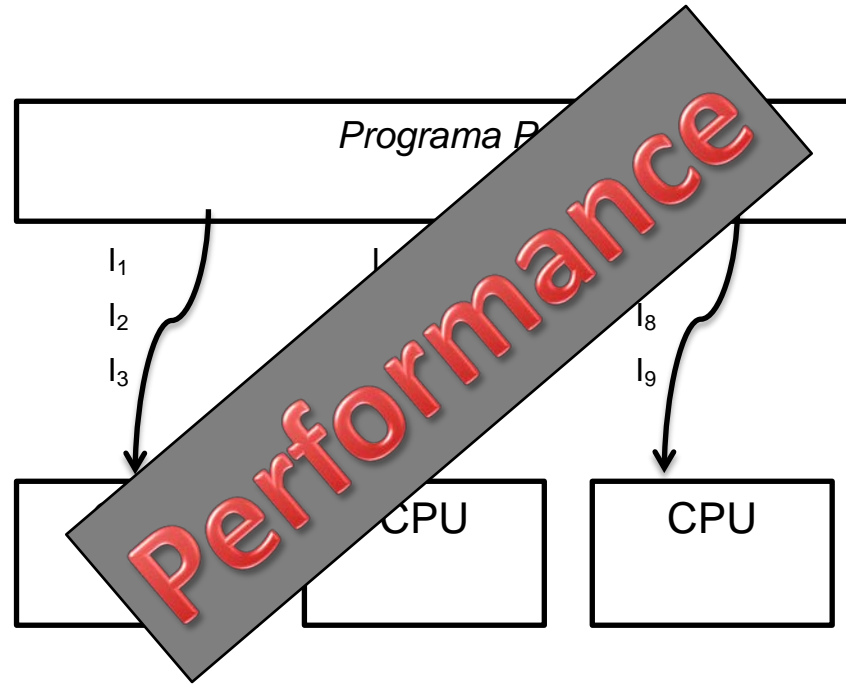 Programa P
I₁
I₂
I₃
I₈
I₉
Performance
CPU
CPU